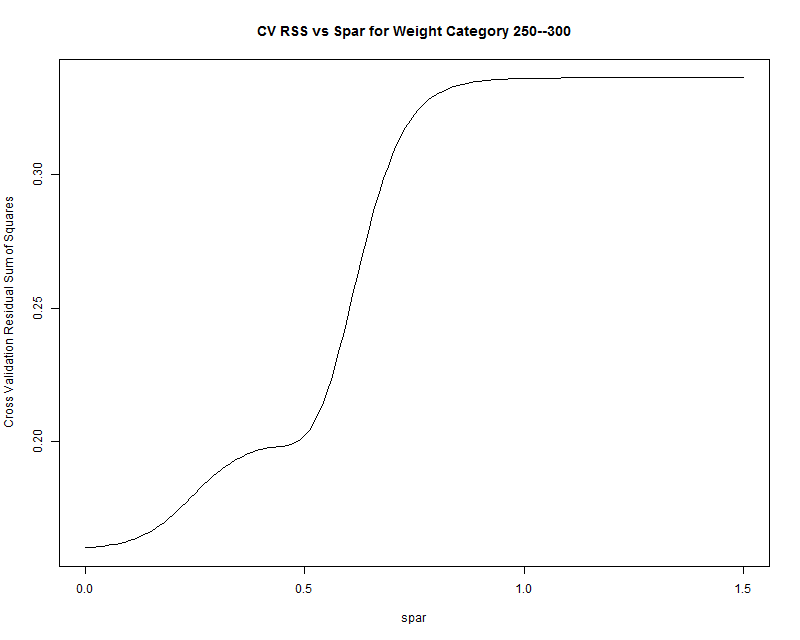 CV RSS vs Spar for Weight Category 250--300
Cross Validation Residual Sum of Squares
0.30
0.25
0.20
0.0 0.5 1.0 1.5
spar